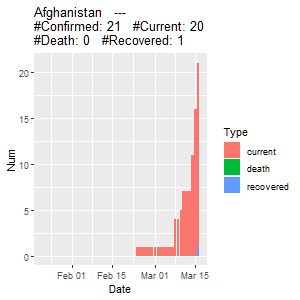 Afghanistan   ---
#Confirmed: 21   #Current: 20
#Death: 0   #Recovered: 1
20
15
10
5
0
Num
Feb 01
Feb 15
Mar 01
Mar 15
Date
Type
current
death
recovered